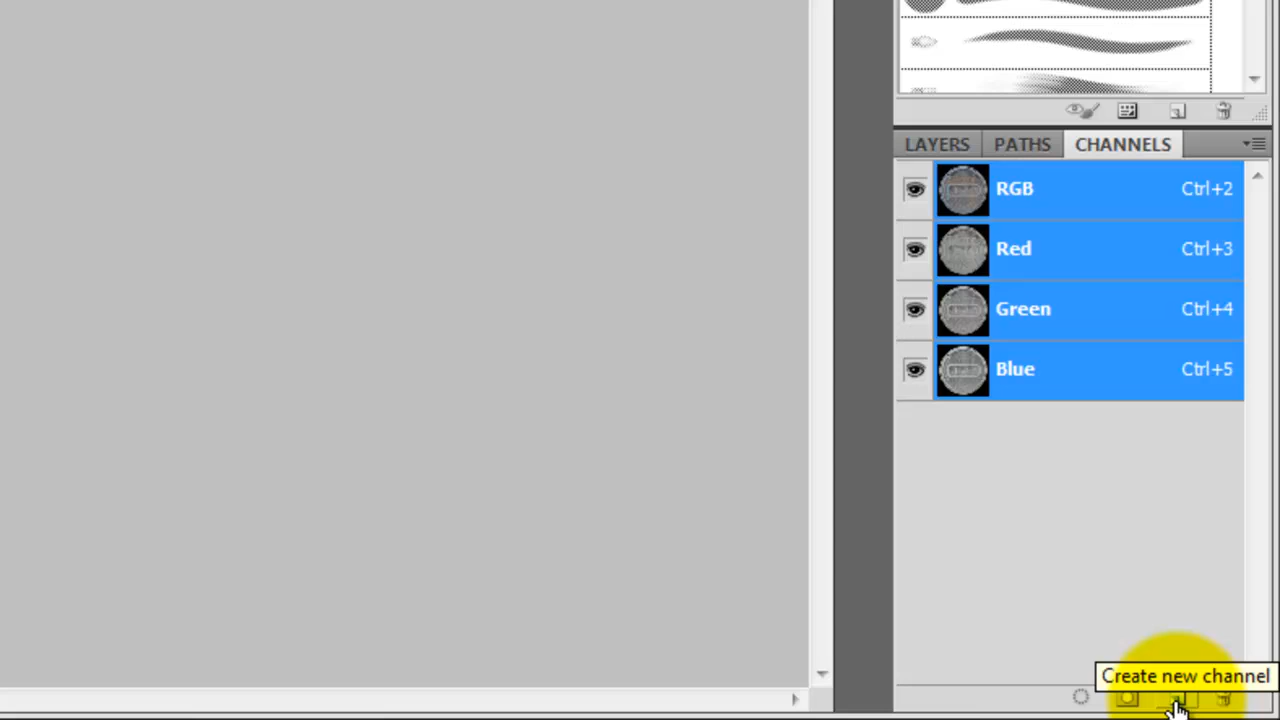 LAYERS PATHS CHANNELS
RGB Ctrl+2
Red Ctrl+3
Green Ctrl+4
Blue Ctrl+5
Create new channel